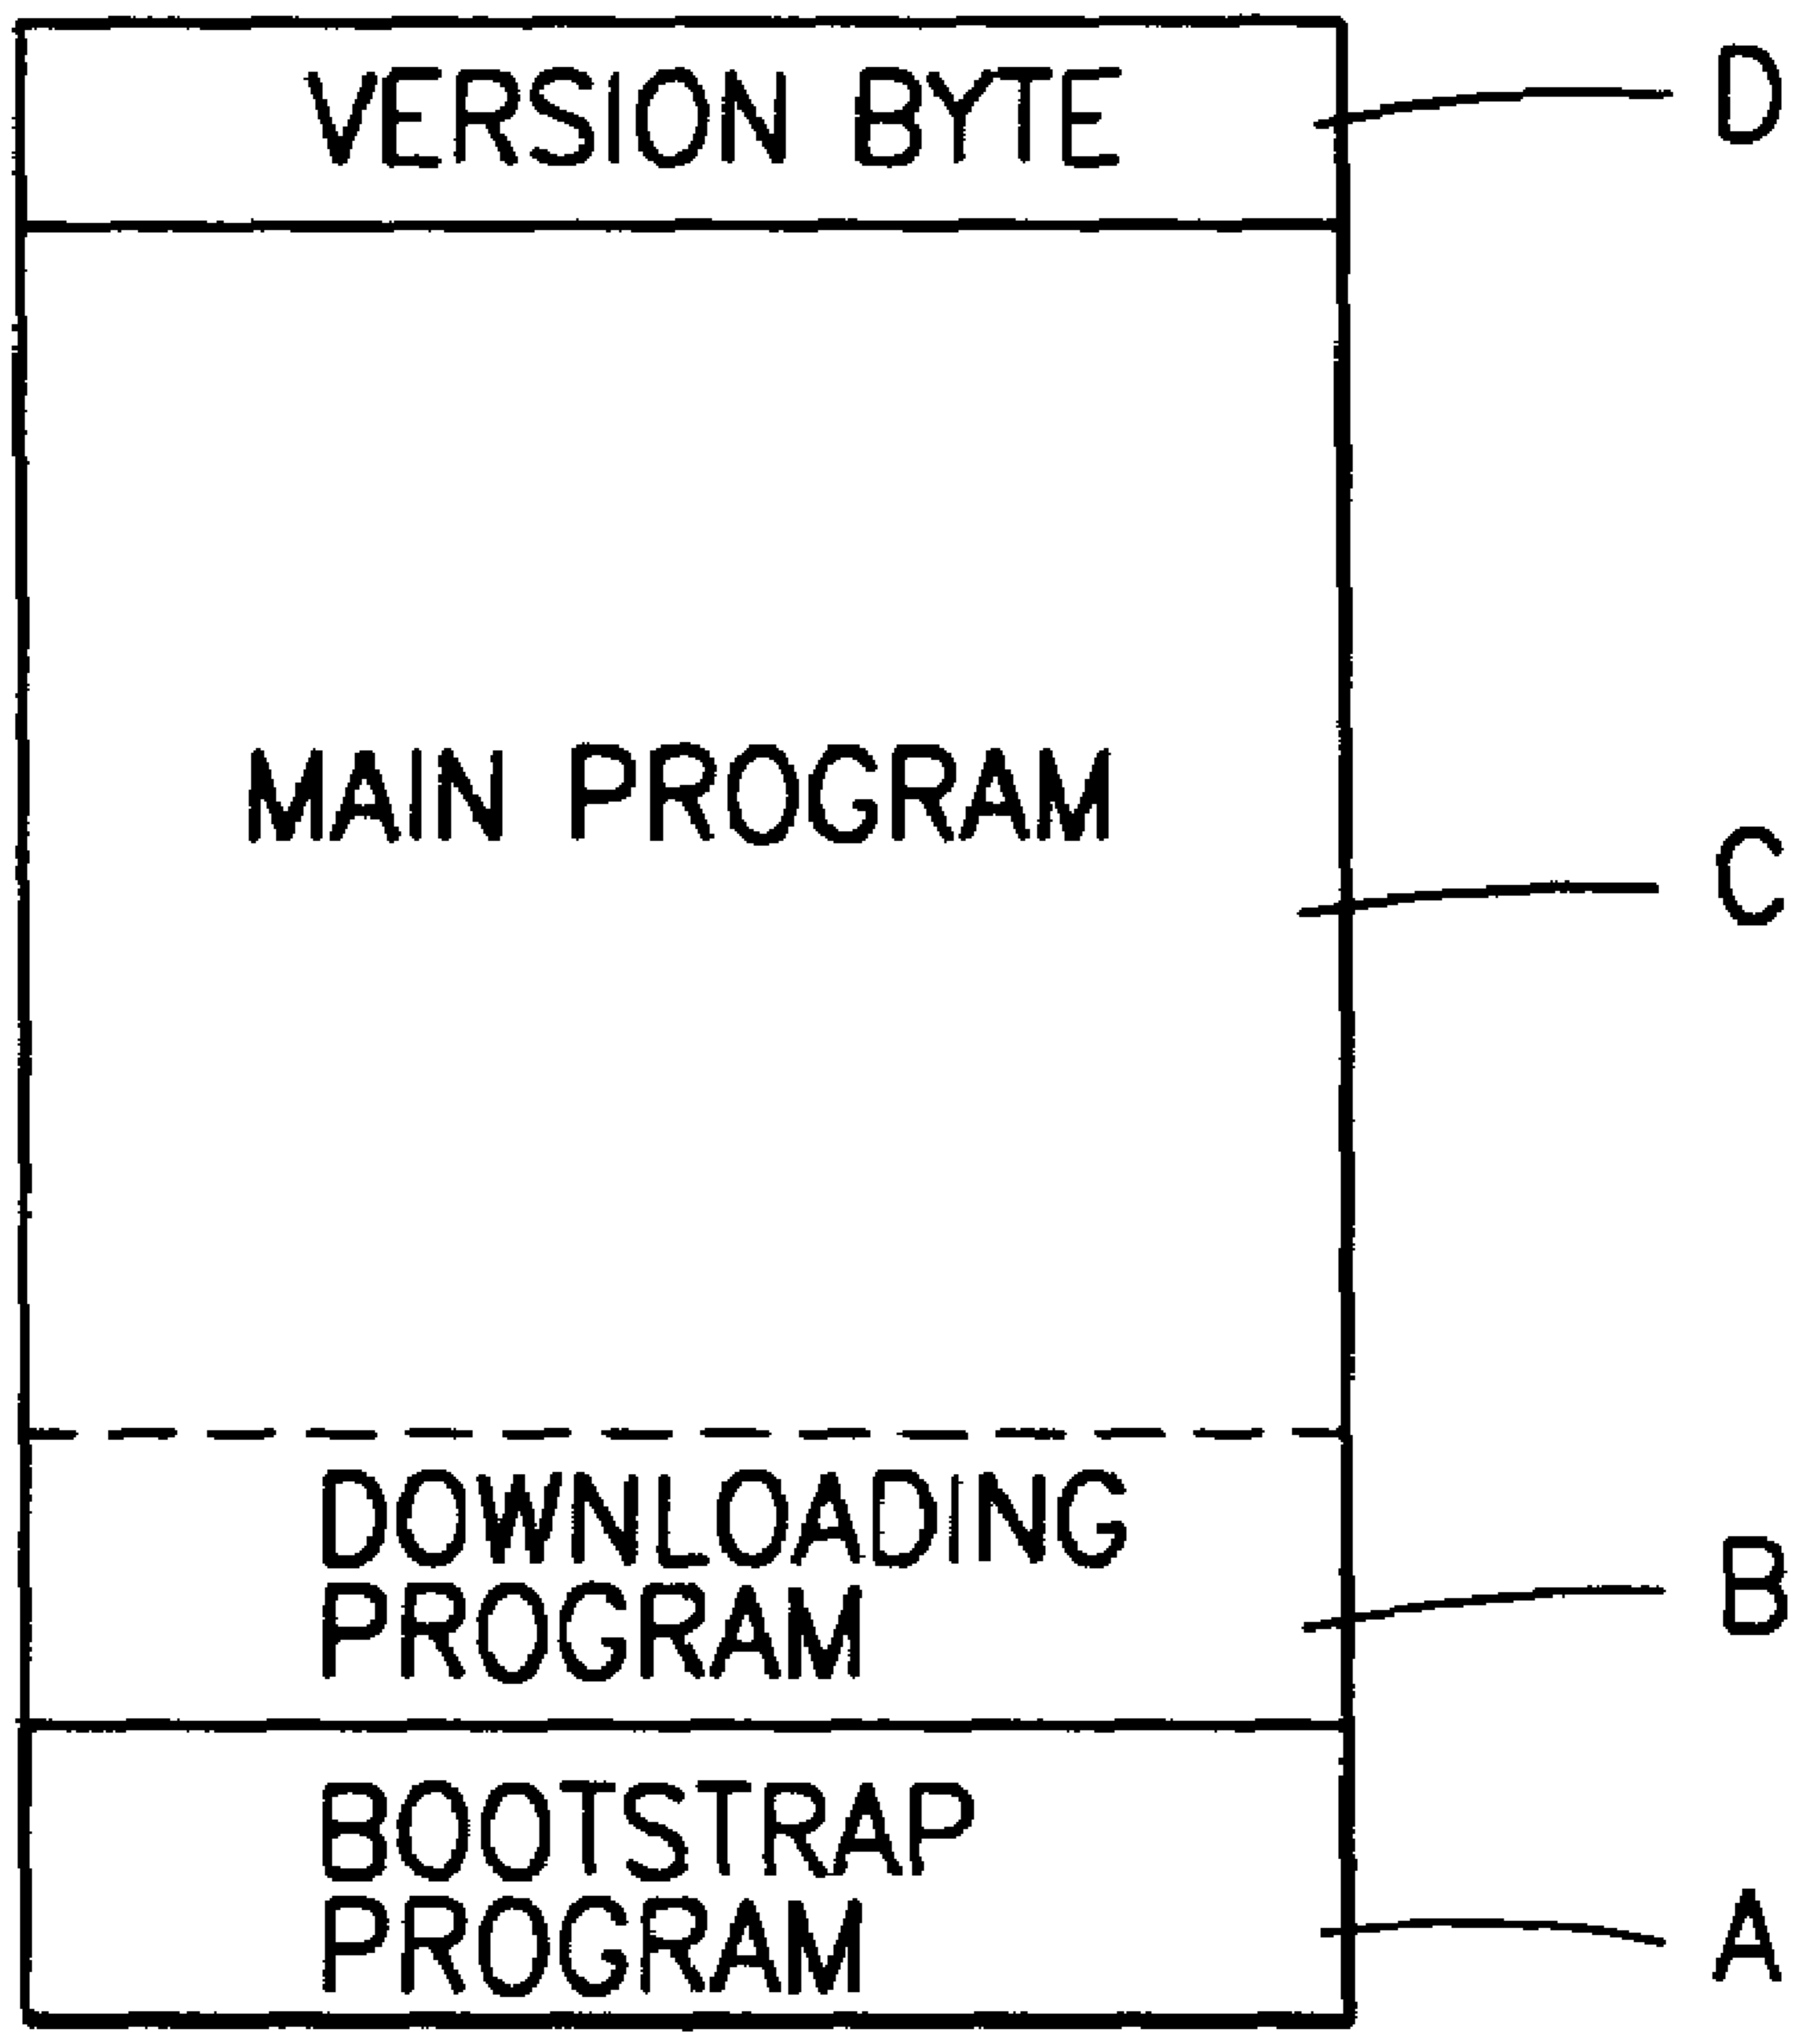 VERSION BYTE
D
MAIN PROGRAM
C
DOWNLOADING
PROGRAM
B
BOOTSTRAP
PROGRAM
A